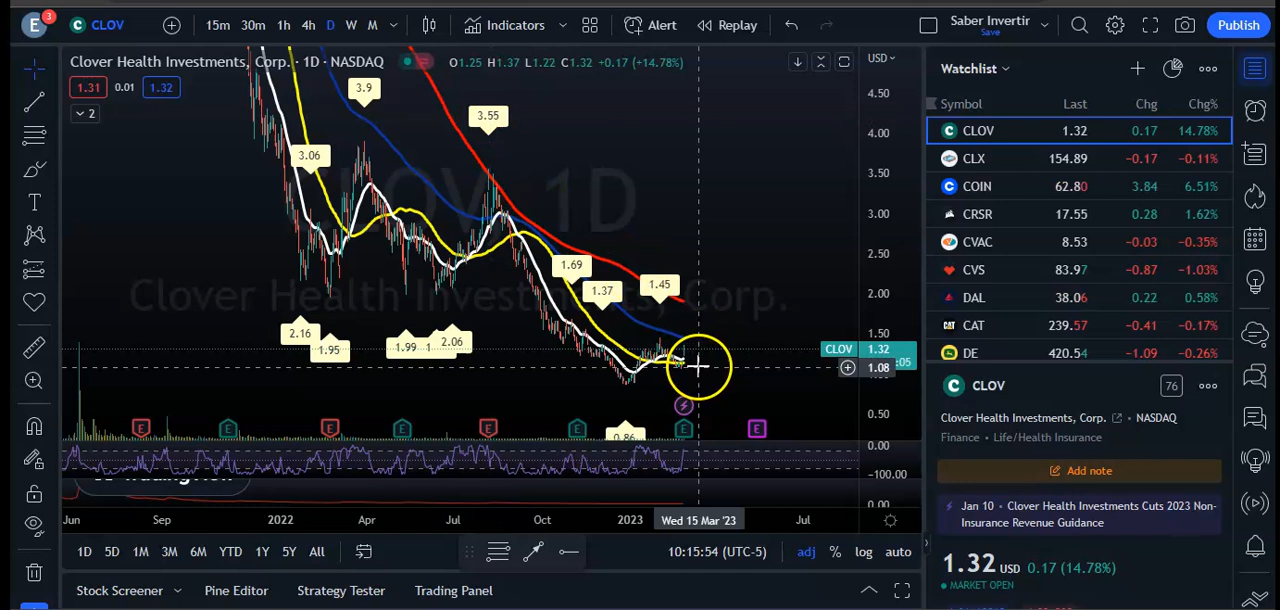 E 3 CLOV 15m 30m 1h 4h D W M Indicators Alert Replay Saber Invertir Save Publish
Clover Health Investments, Corp. · 1D · NASDAQ O1.25 H1.37 L1.22 C1.32 +0.17 (+14.78%) USD
1.31 0.01 1.32
2
CLOV, 1D
Clover Health Investments, Corp.
3.9
3.55
3.06
1.69
1.37
1.45
2.16
1.95
1.99
2.06
0.86
4.50
4.00
3.50
3.00
2.50
2.00
1.50
CLOV 1.32
:05
1.08
0.50
0.00
-100.00
0.00
E E E E E E E E
Jun Sep 2022 Apr Jul Oct 2023 Wed 15 Mar '23 Jul
1D 5D 1M 3M 6M YTD 1Y 5Y All 10:15:54 (UTC-5) adj % log auto
Stock Screener Pine Editor Strategy Tester Trading Panel
Watchlist
Symbol Last Chg Chg%
CLOV 1.32 0.17 14.78%
CLX 154.89 −0.17 −0.11%
COIN 62.80 3.84 6.51%
CRSR 17.55 0.28 1.62%
CVAC 8.53 −0.03 −0.35%
CVS 83.97 −0.87 −1.03%
DAL 38.06 0.22 0.58%
CAT 239.57 −0.41 −0.17%
DE 420.54 −1.09 −0.26%
CLOV 76
Clover Health Investments, Corp. · NASDAQ
Finance · Life/Health Insurance
Add note
Jan 10 · Clover Health Investments Cuts 2023 Non-
Insurance Revenue Guidance
1.32 USD 0.17 (14.78%)
MARKET OPEN